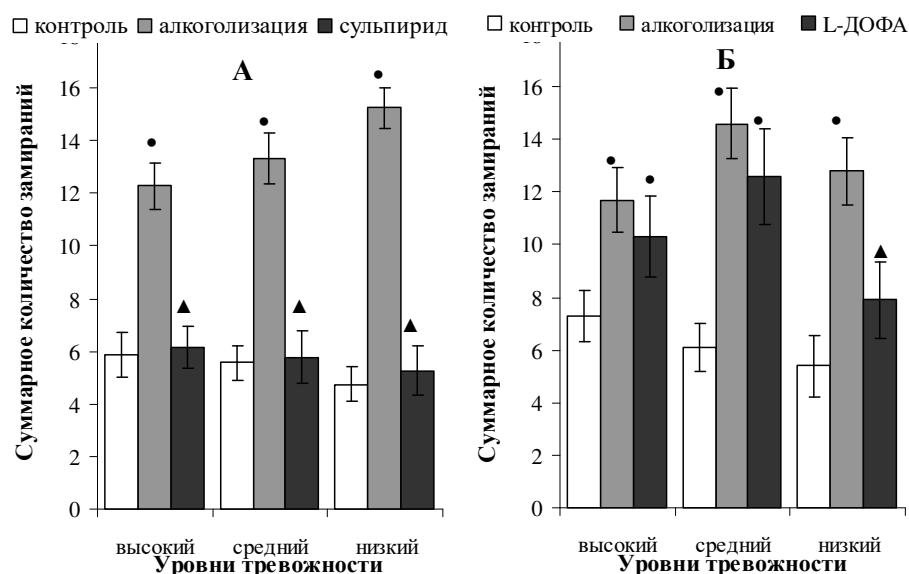 контроль алкоголизация сульпирид
А
Суммарное количество замираний
18
16
14
12
10
8
6
4
2
0
высокий средний низкий
Уровни тревожности
контроль алкоголизация L-ДОФА
Б
Суммарное количество замираний
18
16
14
12
10
8
6
4
2
0
высокий средний низкий
Уровни тревожности